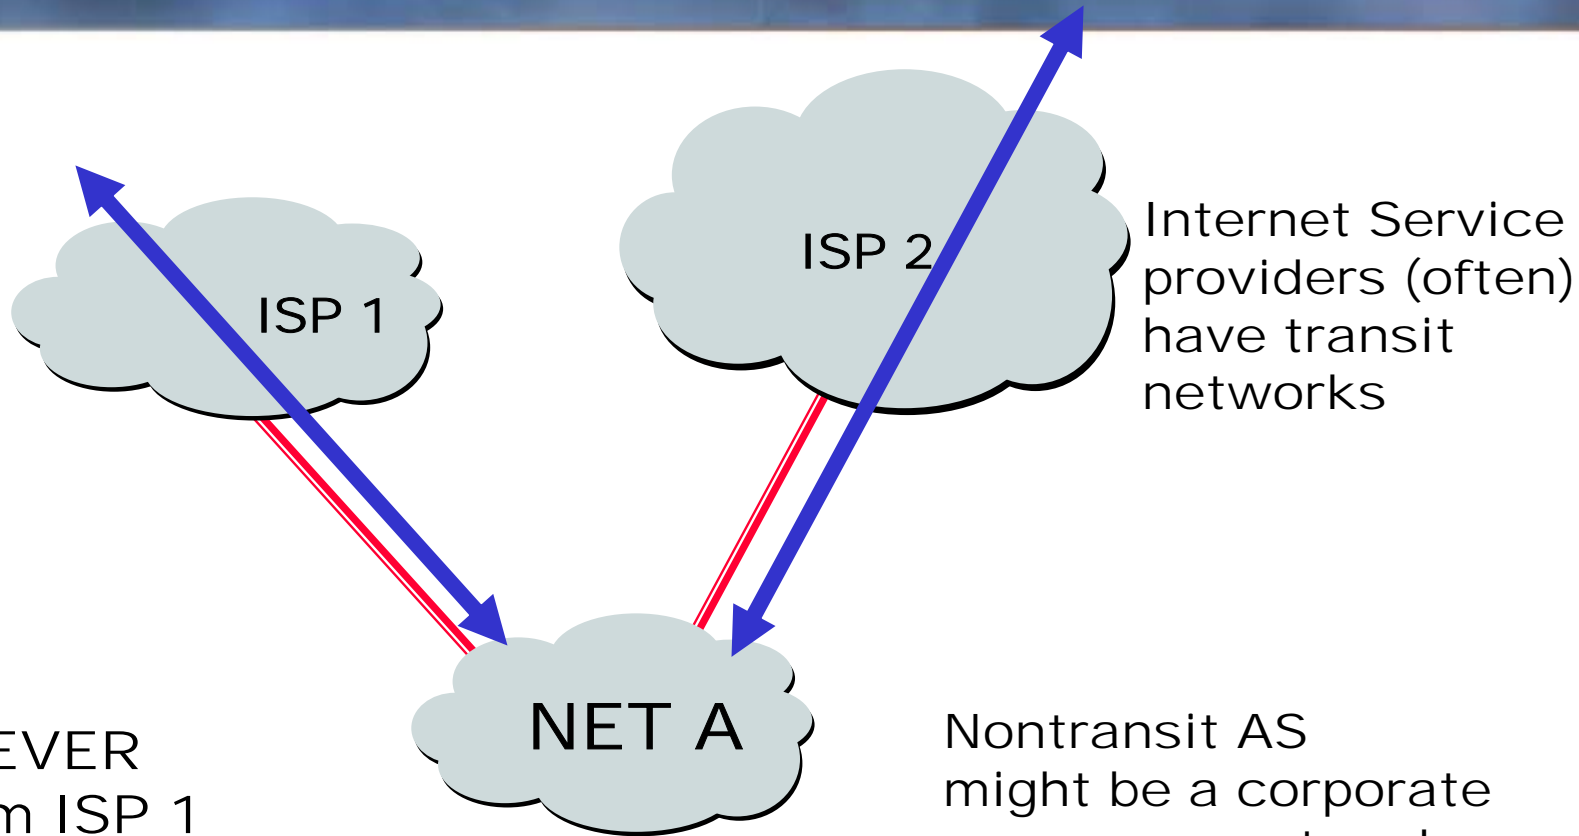 ISP 2
ISP 1
Internet Service
providers (often)
have transit
networks
NET A
EVER
m ISP 1
Nontransit AS
might be a corporate